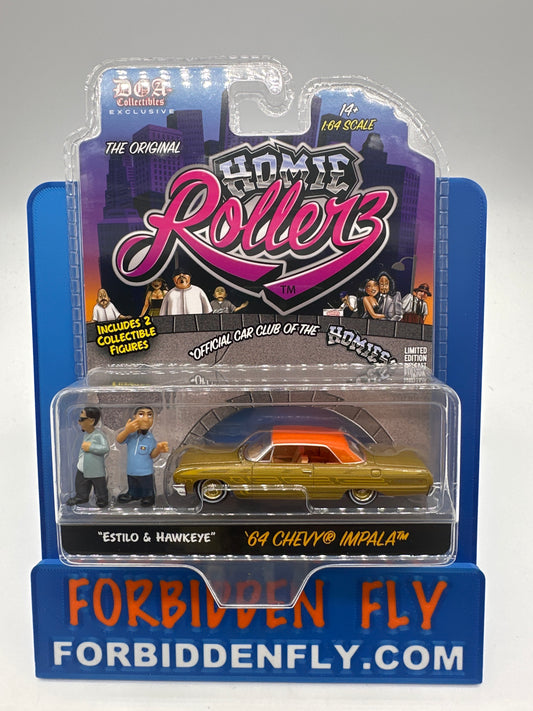 DOA
Collectibles
EXCLUSIVE
14+
1:64 SCALE
THE ORIGINAL
HOMIE
Rollerz
TM
INCLUDES 2
COLLECTIBLE
FIGURES
"OFFICIAL CAR CLUB OF THE HOMIES"
LIMITED
EDITION
"ESTILO & HAWKEYE"
'64 CHEVY® IMPALA™
FORBIDDEN FLY
FORBIDDENFLY.COM